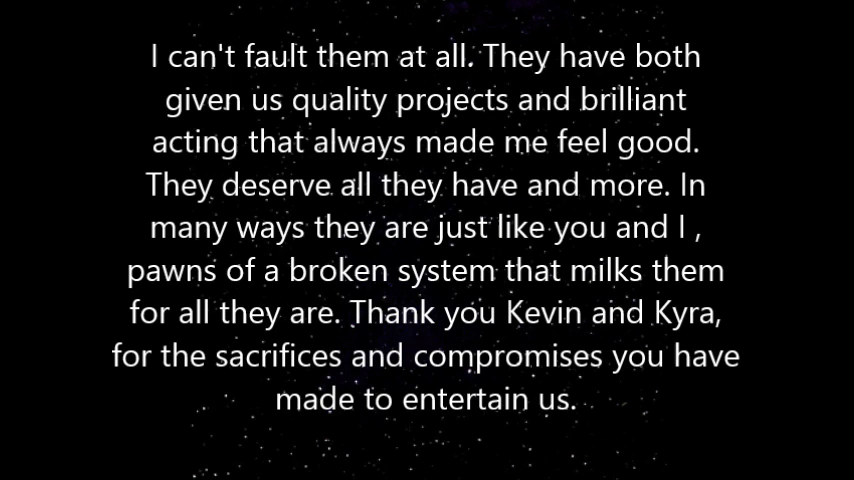 I can't fault them at all. They have both
given us quality projects and brilliant
acting that always made me feel good.
They deserve all they have and more. In
many ways they are just like you and I ,
pawns of a broken system that milks them
for all they are. Thank you Kevin and Kyra,
for the sacrifices and compromises you have
made to entertain us.